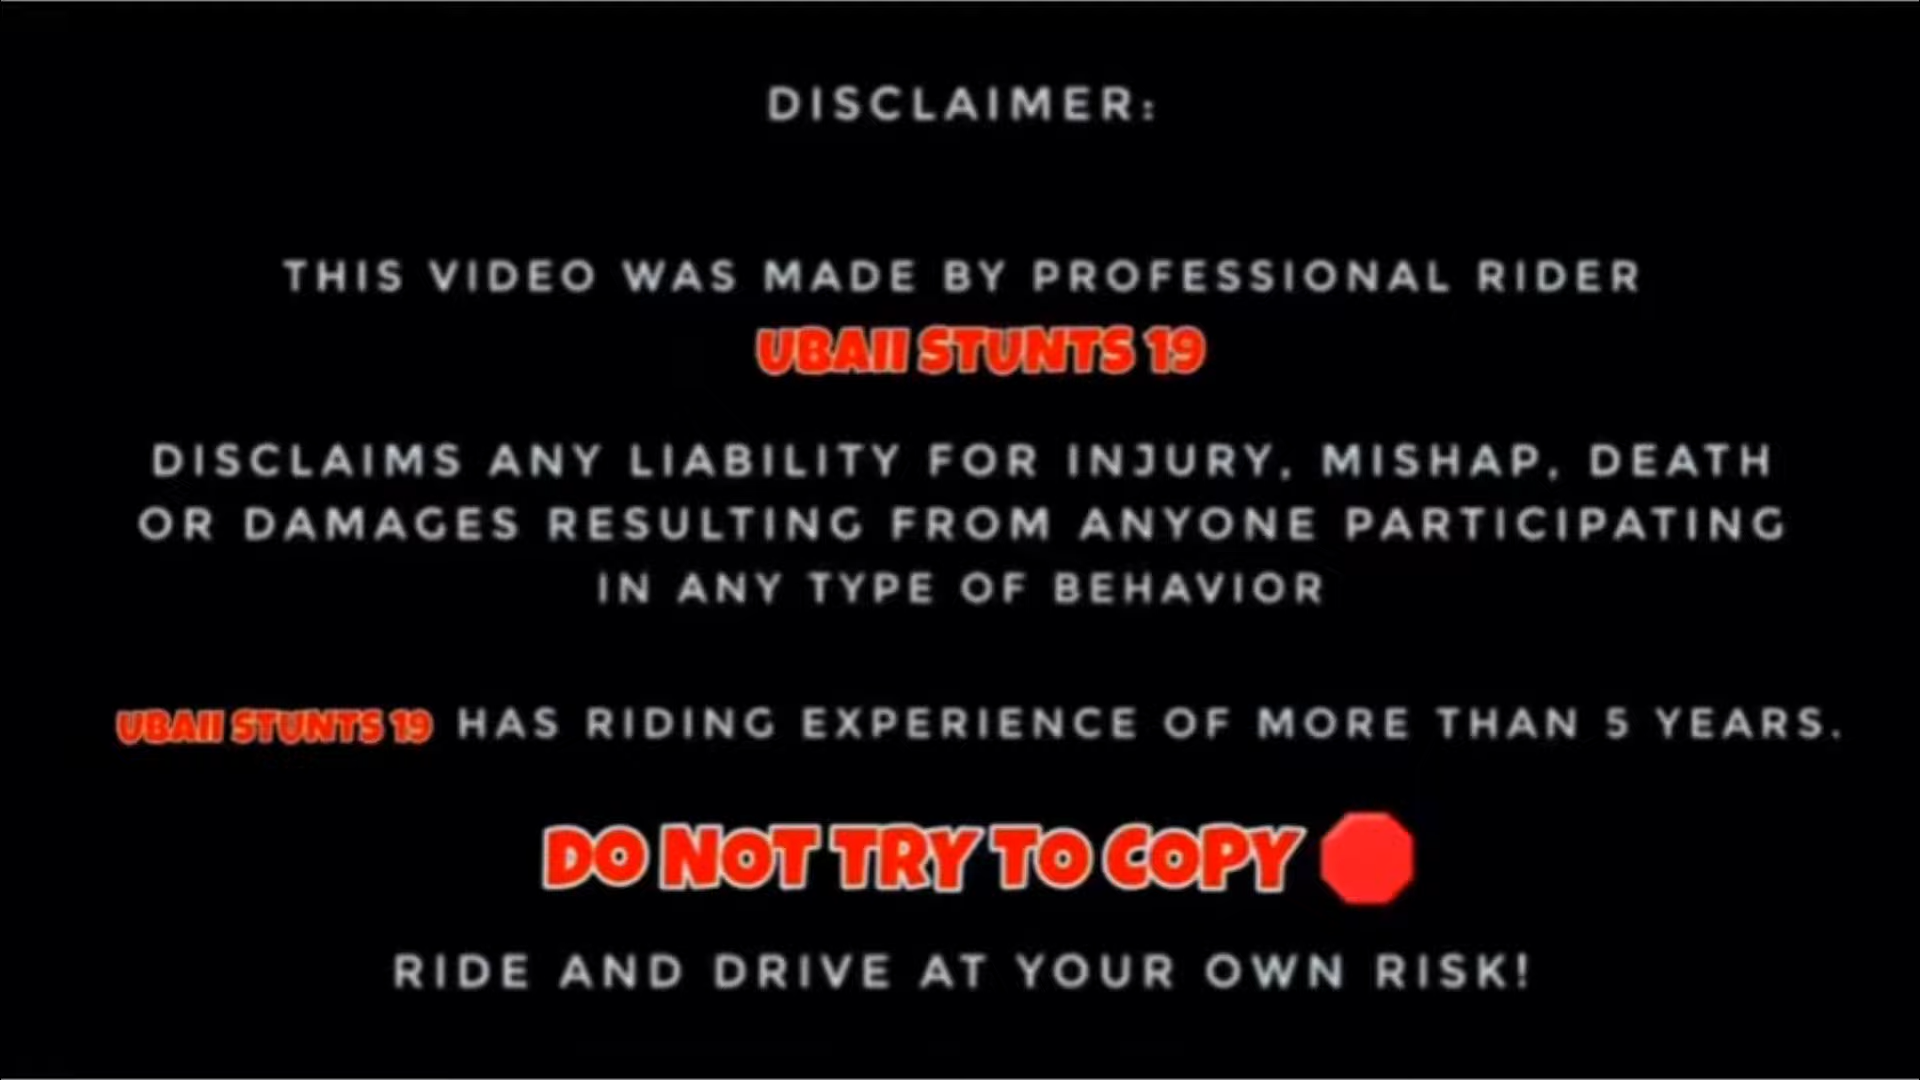 DISCLAIMER:
THIS VIDEO WAS MADE BY PROFESSIONAL RIDER
UBAII STUNTS 19
DISCLAIMS ANY LIABILITY FOR INJURY, MISHAP, DEATH
OR DAMAGES RESULTING FROM ANYONE PARTICIPATING
IN ANY TYPE OF BEHAVIOR
UBAII STUNTS 19 HAS RIDING EXPERIENCE OF MORE THAN 5 YEARS.
DO NOT TRY TO COPY
RIDE AND DRIVE AT YOUR OWN RISK!